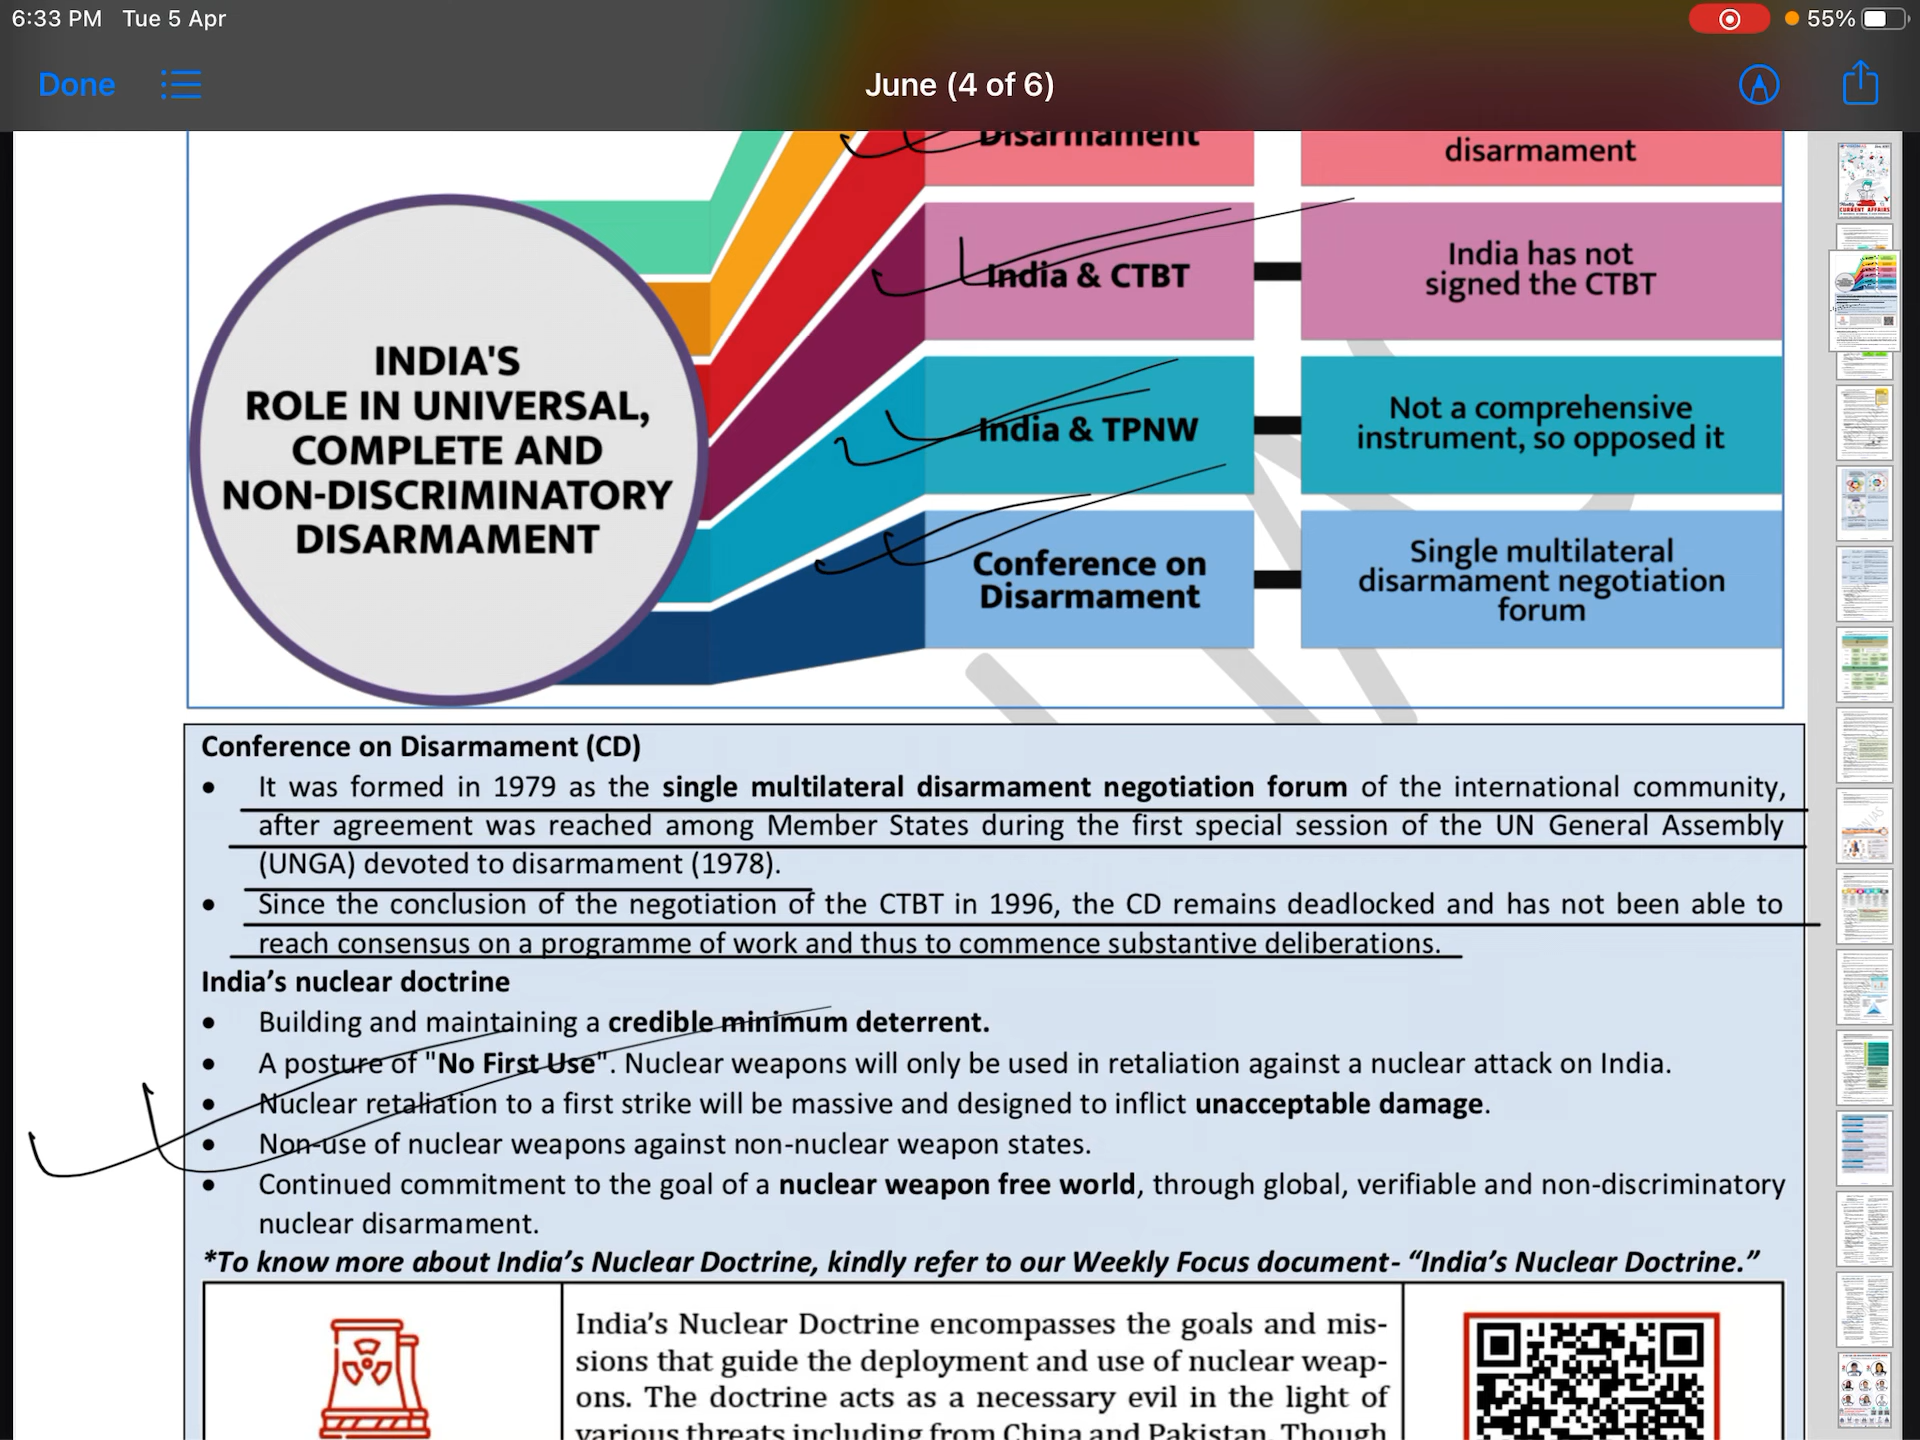 6:33 PM Tue 5 Apr
55%
Done
June (4 of 6)
Disarmament
disarmament
India & CTBT
India has not
signed the CTBT
INDIA'S
ROLE IN UNIVERSAL,
COMPLETE AND
NON-DISCRIMINATORY
DISARMAMENT
India & TPNW
Not a comprehensive
instrument, so opposed it
Conference on
Disarmament
Single multilateral
disarmament negotiation
forum
Conference on Disarmament (CD)
• It was formed in 1979 as the single multilateral disarmament negotiation forum of the international community,
after agreement was reached among Member States during the first special session of the UN General Assembly
(UNGA) devoted to disarmament (1978).
• Since the conclusion of the negotiation of the CTBT in 1996, the CD remains deadlocked and has not been able to
reach consensus on a programme of work and thus to commence substantive deliberations.
India’s nuclear doctrine
• Building and maintaining a credible minimum deterrent.
• A posture of "No First Use". Nuclear weapons will only be used in retaliation against a nuclear attack on India.
• Nuclear retaliation to a first strike will be massive and designed to inflict unacceptable damage.
• Non-use of nuclear weapons against non-nuclear weapon states.
• Continued commitment to the goal of a nuclear weapon free world, through global, verifiable and non-discriminatory
nuclear disarmament.
*To know more about India’s Nuclear Doctrine, kindly refer to our Weekly Focus document- “India’s Nuclear Doctrine.”
India’s Nuclear Doctrine encompasses the goals and mis-
sions that guide the deployment and use of nuclear weap-
ons. The doctrine acts as a necessary evil in the light of
various threats including from China and Pakistan. Though
CURRENT AFFAIRS